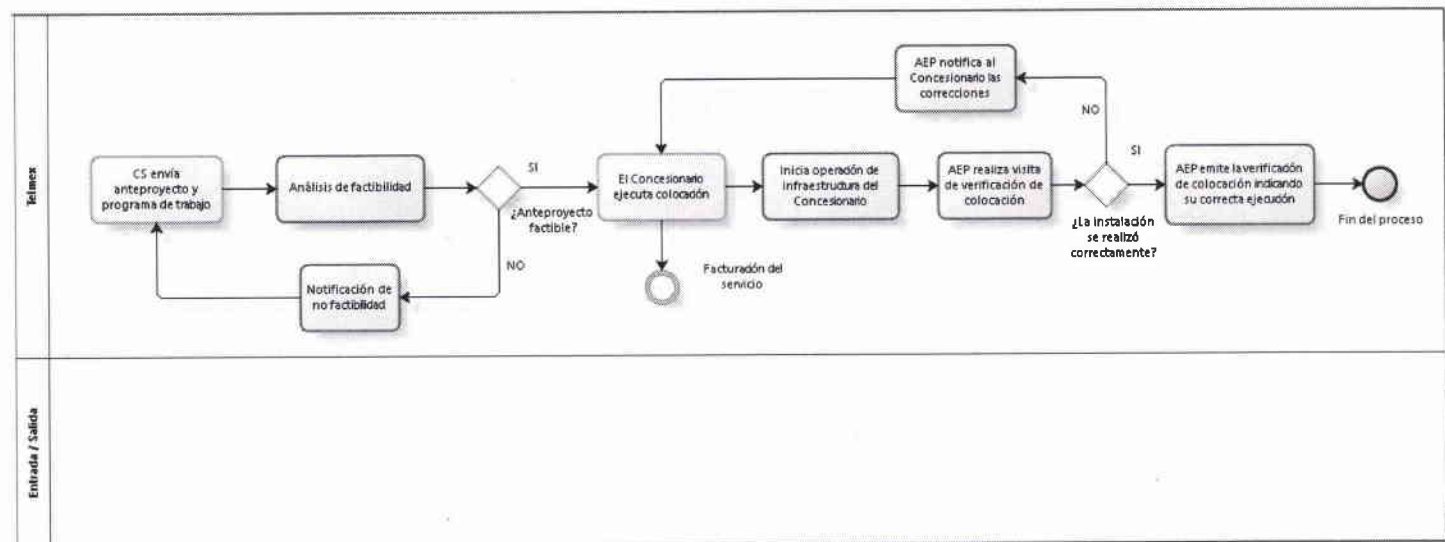 Telmex
AEP notifica al
Concesionario las
correcciones
NO
CS envía
anteproyecto y
programa de trabajo
Análisis de factibilidad
SI
¿Anteproyecto
factible?
NO
Notificación de
no factibilidad
El Concesionario
ejecuta colocación
Facturación del
servicio
Inicia operación de
infraestructura del
Concesionario
AEP realiza visita
de verificación de
colocación
SI
¿La instalación
se realizó
correctamente?
AEP emite la verificación
de colocación indicando
su correcta ejecución
Fin del proceso
Entrada / Salida